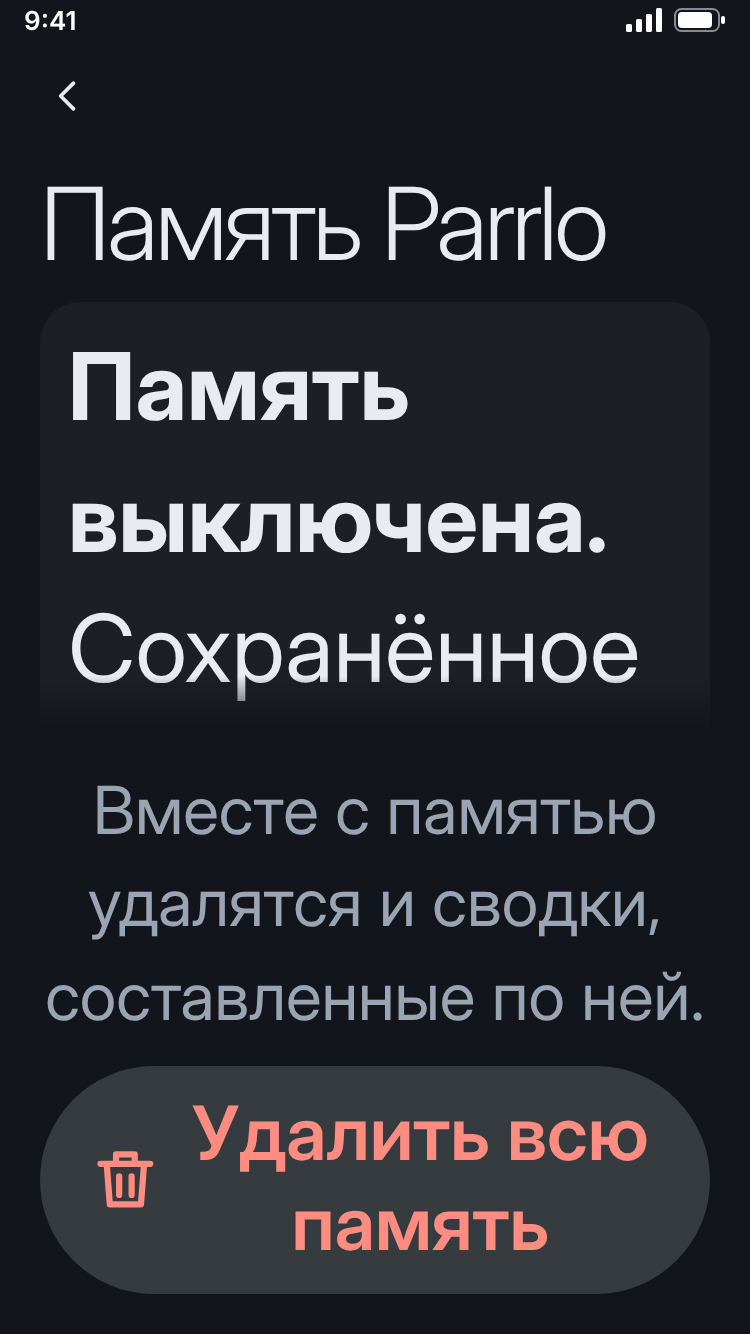 9:41
Память Parrlo
Память
выключена.
Сохранённое
Вместе с памятью
удалятся и сводки,
составленные по ней.
Удалить всю
память